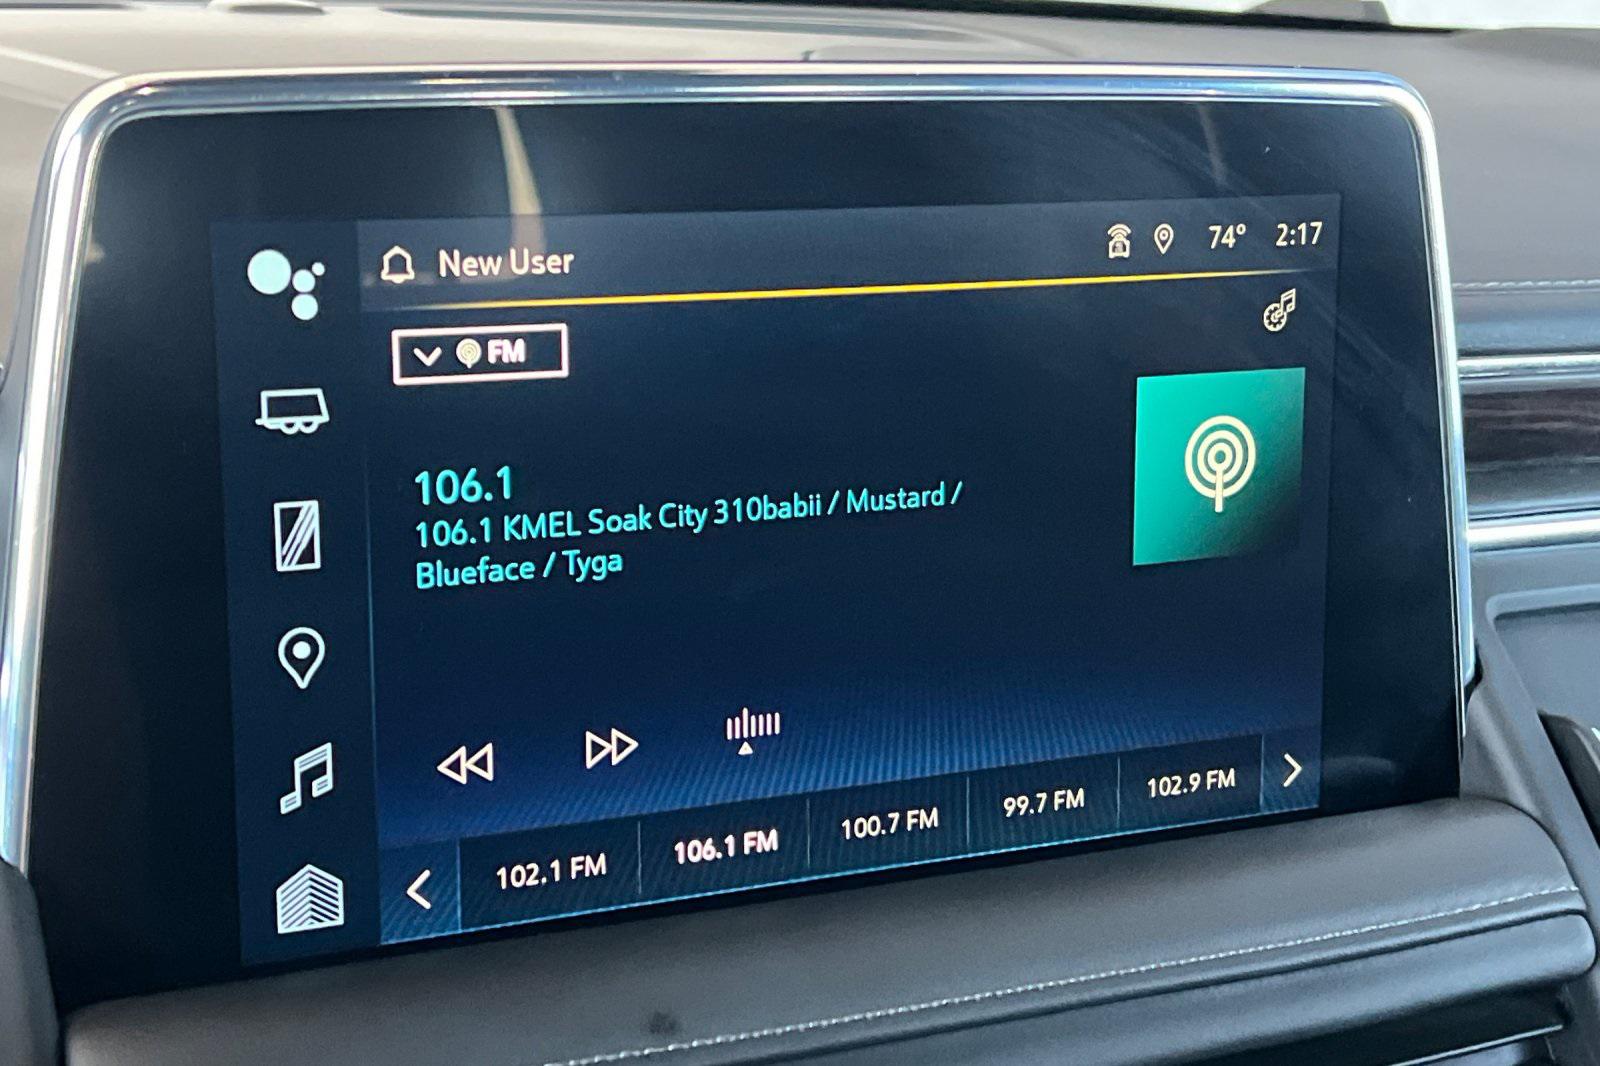 New User
74° 2:17
FM
106.1
106.1 KMEL Soak City 310babii / Mustard /
Blueface / Tyga
102.1 FM 106.1 FM 100.7 FM 99.7 FM 102.9 FM